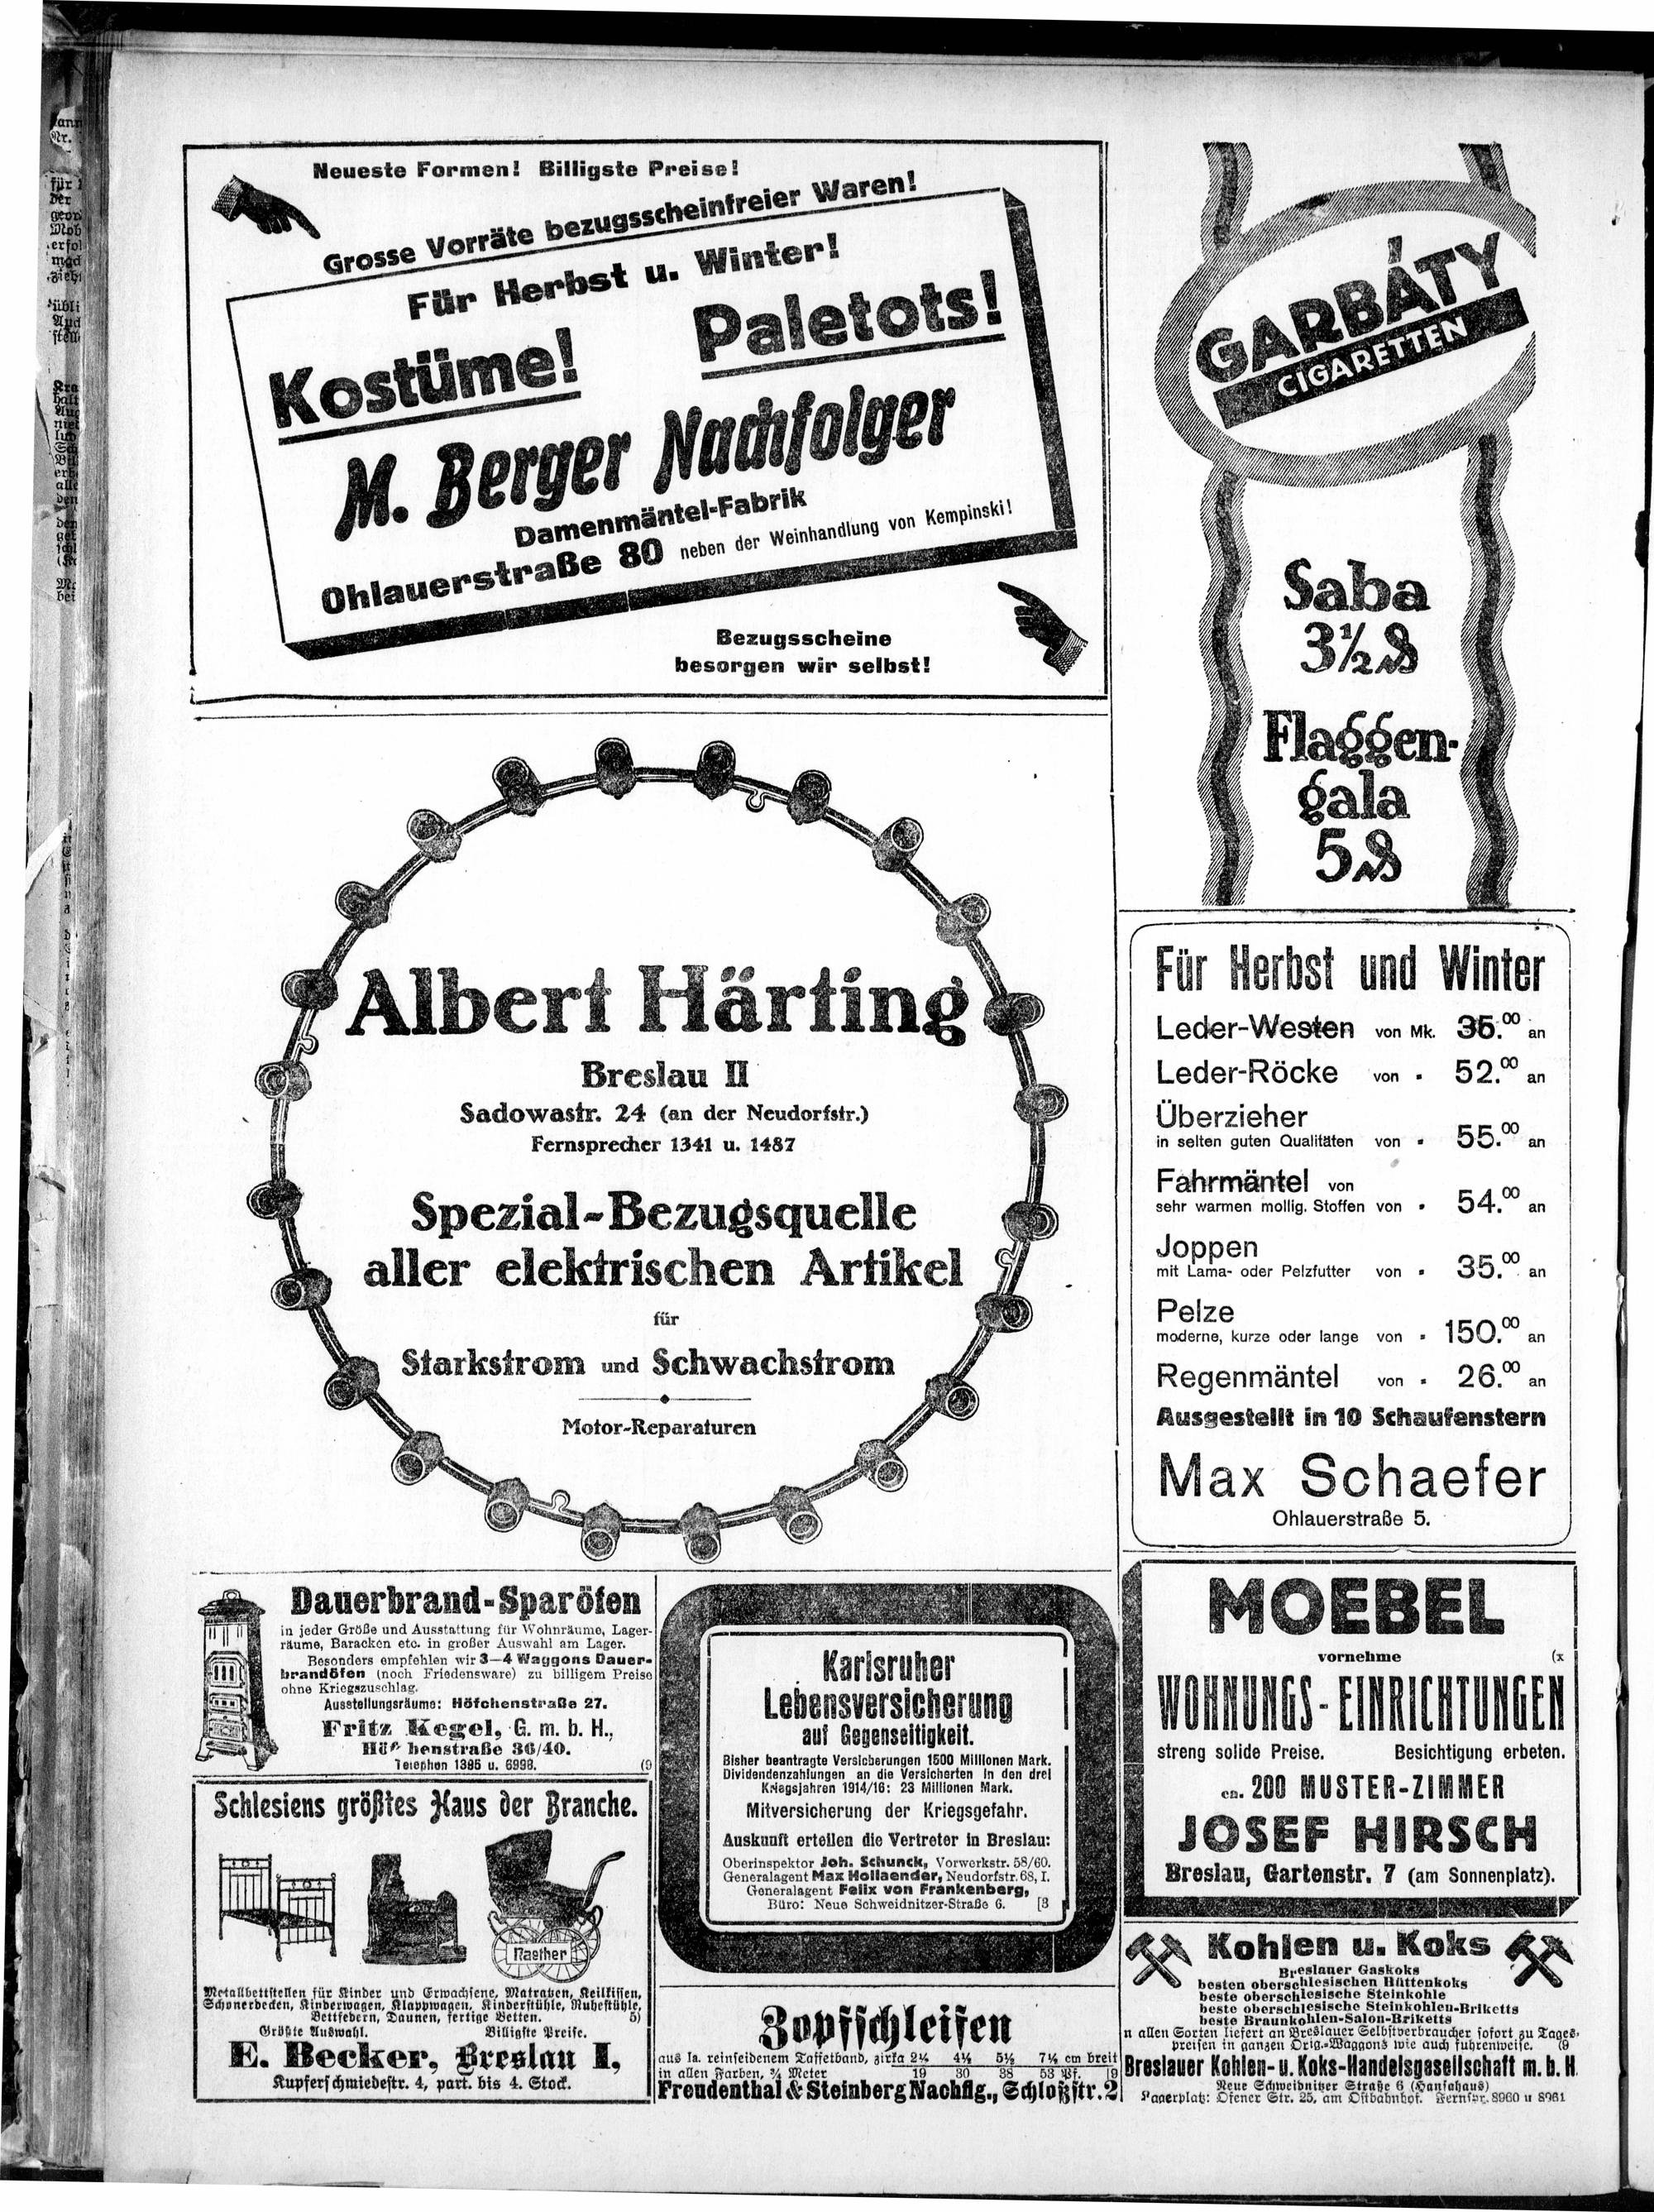 Neueste Formen! Billigste Preise!
Grosse Vorräte bezugsscheinfreier Waren!
Für Herbst u. Winter!
Kostüme! Paletots!
M. Berger Nachfolger
Damenmäntel-Fabrik
Ohlauerstraße 80 neben der Weinhandlung von Kempinski!
Bezugsscheine
besorgen wir selbst!
GARBÁTY
CIGARETTEN
Saba
3½ ₰
Flaggen-
gala
5 ₰
Albert Härting
Breslau II
Sadowastr. 24 (an der Neudorfstr.)
Fernsprecher 1341 u. 1487
Spezial-Bezugsquelle
aller elektrischen Artikel
für
Starkstrom und Schwachstrom
Motor-Reparaturen
Für Herbst und Winter
Leder-Westen von Mk. 35.00 an
Leder-Röcke von " 52.00 an
Überzieher
in selten guten Qualitäten von " 55.00 an
Fahrmäntel von
sehr warmen mollig. Stoffen von " 54.00 an
Joppen
mit Lama- oder Pelzfutter von " 35.00 an
Pelze
moderne, kurze oder lange von " 150.00 an
Regenmäntel von " 26.00 an
Ausgestellt in 10 Schaufenstern
Max Schaefer
Ohlauerstraße 5.
Dauerbrand-Sparöfen
in jeder Größe und Ausstattung für Wohnräume, Lager-
räume, Baracken etc. in großer Auswahl am Lager.
Besonders empfehlen wir 3—4 Waggons Dauer-
brandöfen (noch Friedensware) zu billigem Preise
ohne Kriegszuschlag.
Ausstellungsräume: Höfchenstraße 27.
Fritz Kegel, G. m. b. H.,
Höfchenstraße 36/40.
Telephon 1395 u. 6998. (9
Schlesiens größtes Haus der Branche.
Naether
Metallbettstellen für Kinder und Erwachsene, Matratzen, Keilkissen,
Schonerdecken, Kinderwagen, Klappwagen, Kinderstühle, Ruhestühle,
Bettfedern, Daunen, fertige Betten. 5)
Größte Auswahl. Billigste Preise.
E. Becker, Breslau I,
Kupferschmiedestr. 4, part. bis 4. Stock.
Karlsruher
Lebensversicherung
auf Gegenseitigkeit.
Bisher beantragte Versicherungen 1500 Millionen Mark.
Dividendenzahlungen an die Versicherten in den drei
Kriegsjahren 1914/16: 23 Millionen Mark.
Mitversicherung der Kriegsgefahr.
Auskunft erteilen die Vertreter in Breslau:
Oberinspektor Joh. Schunck, Vorwerkstr. 58/60.
Generalagent Max Hollaender, Neudorfstr. 68, I.
Generalagent Felix von Frankenberg,
Büro: Neue Schweidnitzer-Straße 6. [3
Zopfschleifen
aus Ia. reinseidenem Taffetband, zirka 2¼ 4½ 5½ 7½ cm breit
in allen Farben, ¾ Meter 19 30 38 53 Pf. [9
Freudenthal & Steinberg Nachflg., Schloßstr. 2
MOEBEL
vornehme (x
WOHNUNGS-EINRICHTUNGEN
streng solide Preise. Besichtigung erbeten.
ca. 200 MUSTER-ZIMMER
JOSEF HIRSCH
Breslau, Gartenstr. 7 (am Sonnenplatz).
Kohlen u. Koks
Breslauer Gaskoks
besten oberschlesischen Hüttenkoks
beste oberschlesische Steinkohle
beste oberschlesische Steinkohlen-Briketts
beste Braunkohlen-Salon-Briketts
n allen Sorten liefert an Breslauer Selbstverbraucher sofort zu Tages-
preisen in ganzen Orig.-Waggons wie auch fuhrenweise. (9
Breslauer Kohlen- u. Koks-Handelsgesellschaft m. b. H.
Neue Schweidnitzer Straße 6 (Hansahaus)
Lagerplatz: Ofener Str. 25, am Ostbahnhof. Fernspr. 8960 u 8961